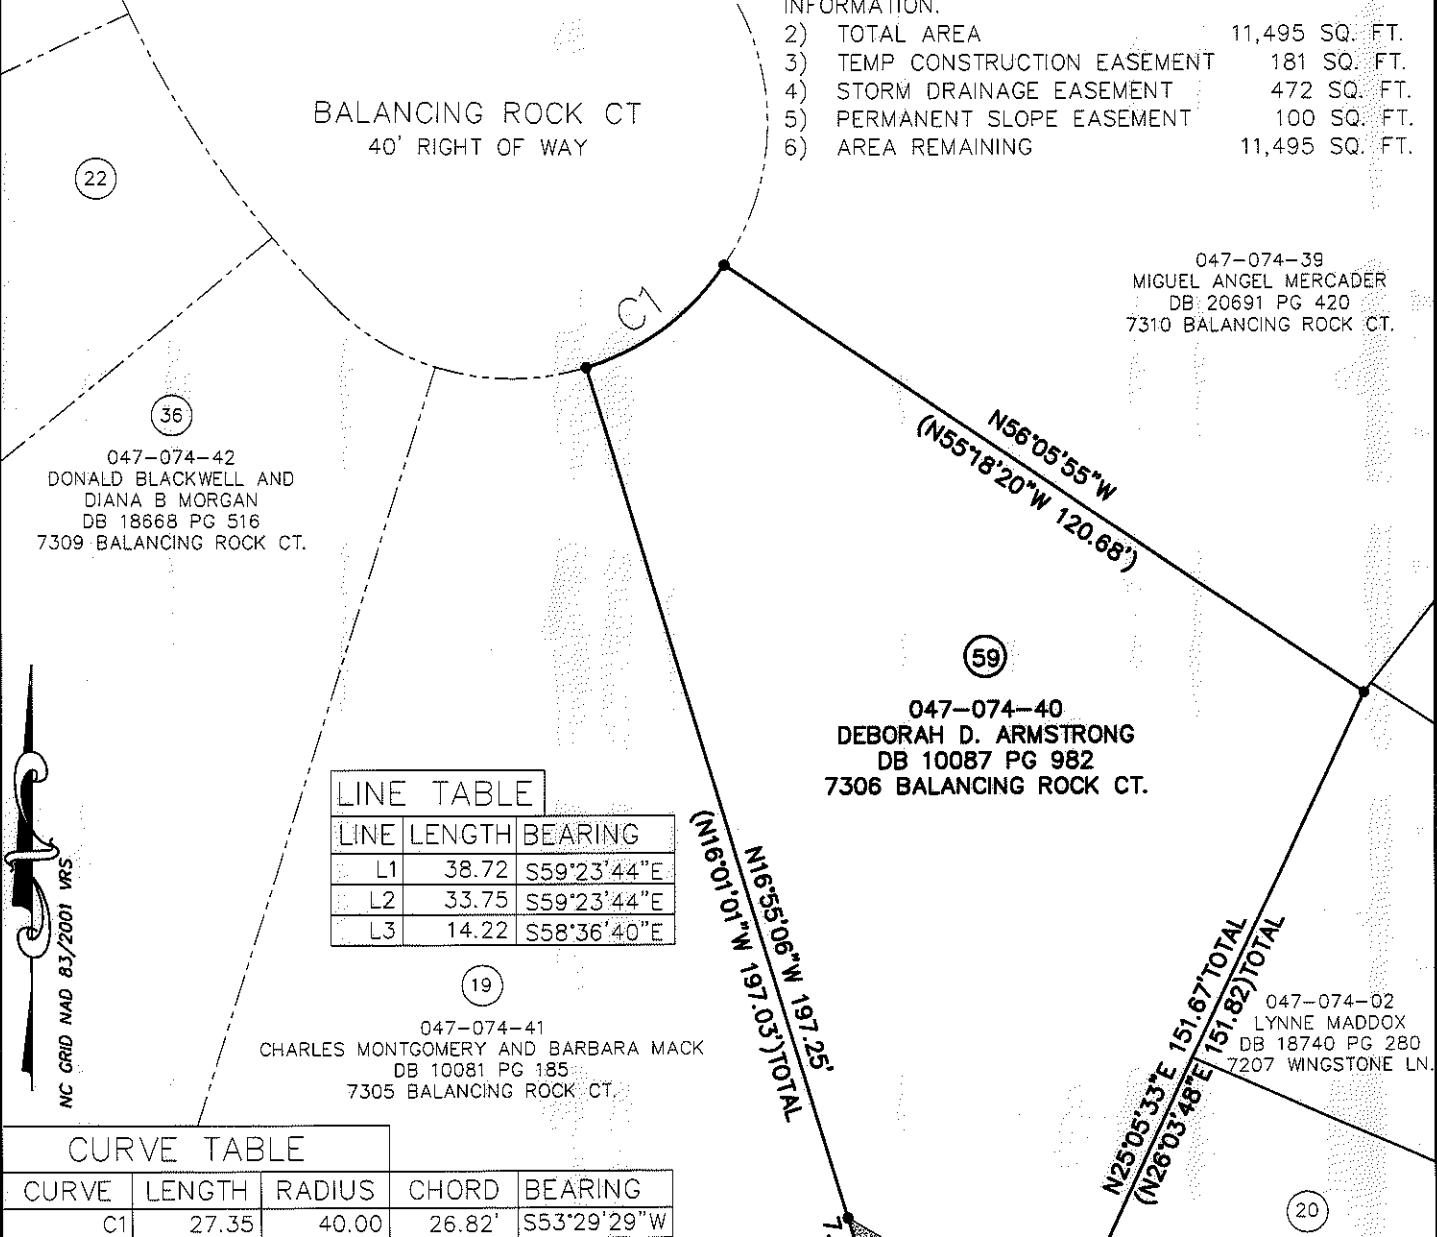 INFORMATION.
2) TOTAL AREA 11,495 SQ. FT.
3) TEMP CONSTRUCTION EASEMENT 181 SQ. FT.
4) STORM DRAINAGE EASEMENT 472 SQ. FT.
5) PERMANENT SLOPE EASEMENT 100 SQ. FT.
6) AREA REMAINING 11,495 SQ. FT.
BALANCING ROCK CT
40' RIGHT OF WAY
22
C1
047-074-39
MIGUEL ANGEL MERCADER
DB 20691 PG 420
7310 BALANCING ROCK CT.
36
047-074-42
DONALD BLACKWELL AND
DIANA B MORGAN
DB 18668 PG 516
7309 BALANCING ROCK CT.
N56°05'55"W
(N55°18'20"W 120.68')
59
047-074-40
DEBORAH D. ARMSTRONG
DB 10087 PG 982
7306 BALANCING ROCK CT.
LINE TABLE
LINE LENGTH BEARING
L1 38.72 S59°23'44"E
L2 33.75 S59°23'44"E
L3 14.22 S58°36'40"E
NC GRID NAD 83/2001 VRS
N16°55'06"W 197.25'
(N16°01'01"W 197.03')TOTAL
19
047-074-41
CHARLES MONTGOMERY AND BARBARA MACK
DB 10081 PG 185
7305 BALANCING ROCK CT.
N25°05'33"E 151.67'TOTAL
(N26°03'48"E 151.82)TOTAL
047-074-02
LYNNE MADDOX
DB 18740 PG 280
7207 WINGSTONE LN.
20
CURVE TABLE
CURVE LENGTH RADIUS CHORD BEARING
C1 27.35 40.00 26.82' S53°29'29"W